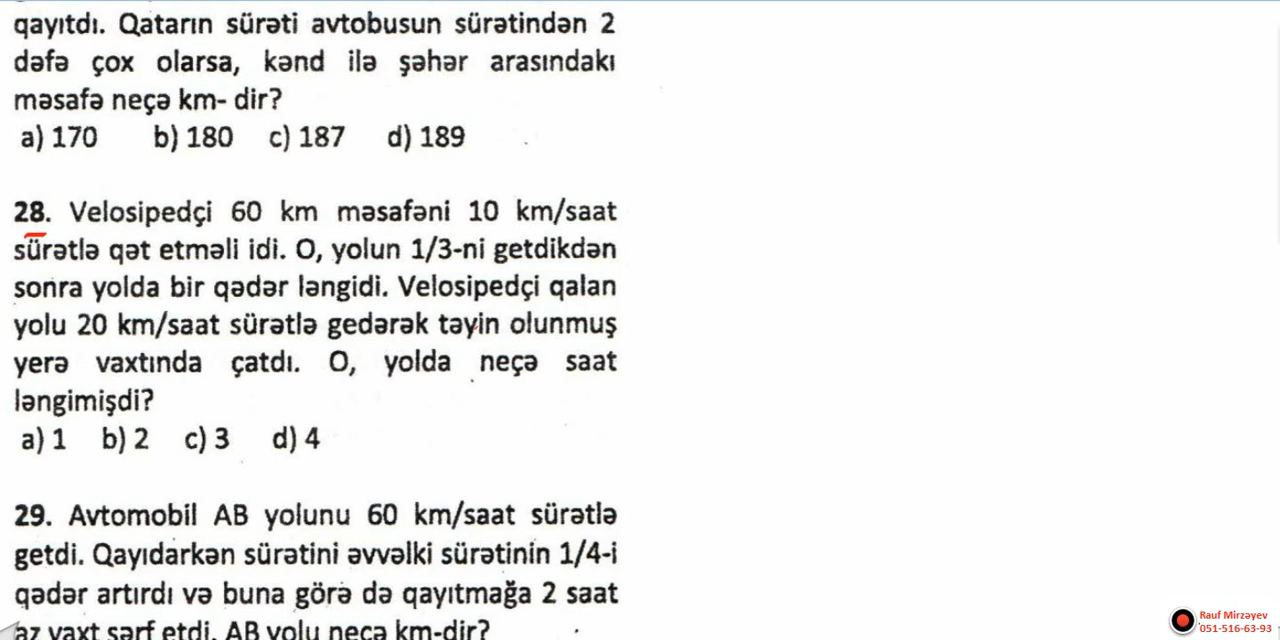 qayıtdı. Qatarın sürəti avtobusun sürətindən 2
dəfə çox olarsa, kənd ilə şəhər arasındakı
məsafə neçə km- dir?
a) 170 b) 180 c) 187 d) 189
28. Velosipedçi 60 km məsafəni 10 km/saat
sürətlə qət etməli idi. O, yolun 1/3-ni getdikdən
sonra yolda bir qədər ləngidi. Velosipedçi qalan
yolu 20 km/saat sürətlə gedərək təyin olunmuş
yerə vaxtında çatdı. O, yolda neçə saat
ləngimişdi?
a) 1 b) 2 c) 3 d) 4
29. Avtomobil AB yolunu 60 km/saat sürətlə
getdi. Qayıdarkən sürətini əvvəlki sürətinin 1/4-i
qədər artırdı və buna görə də qayıtmağa 2 saat
az vaxt sərf etdi. AB yolu neçə km-dir?
Rauf Mirzəyev
051-516-63-93